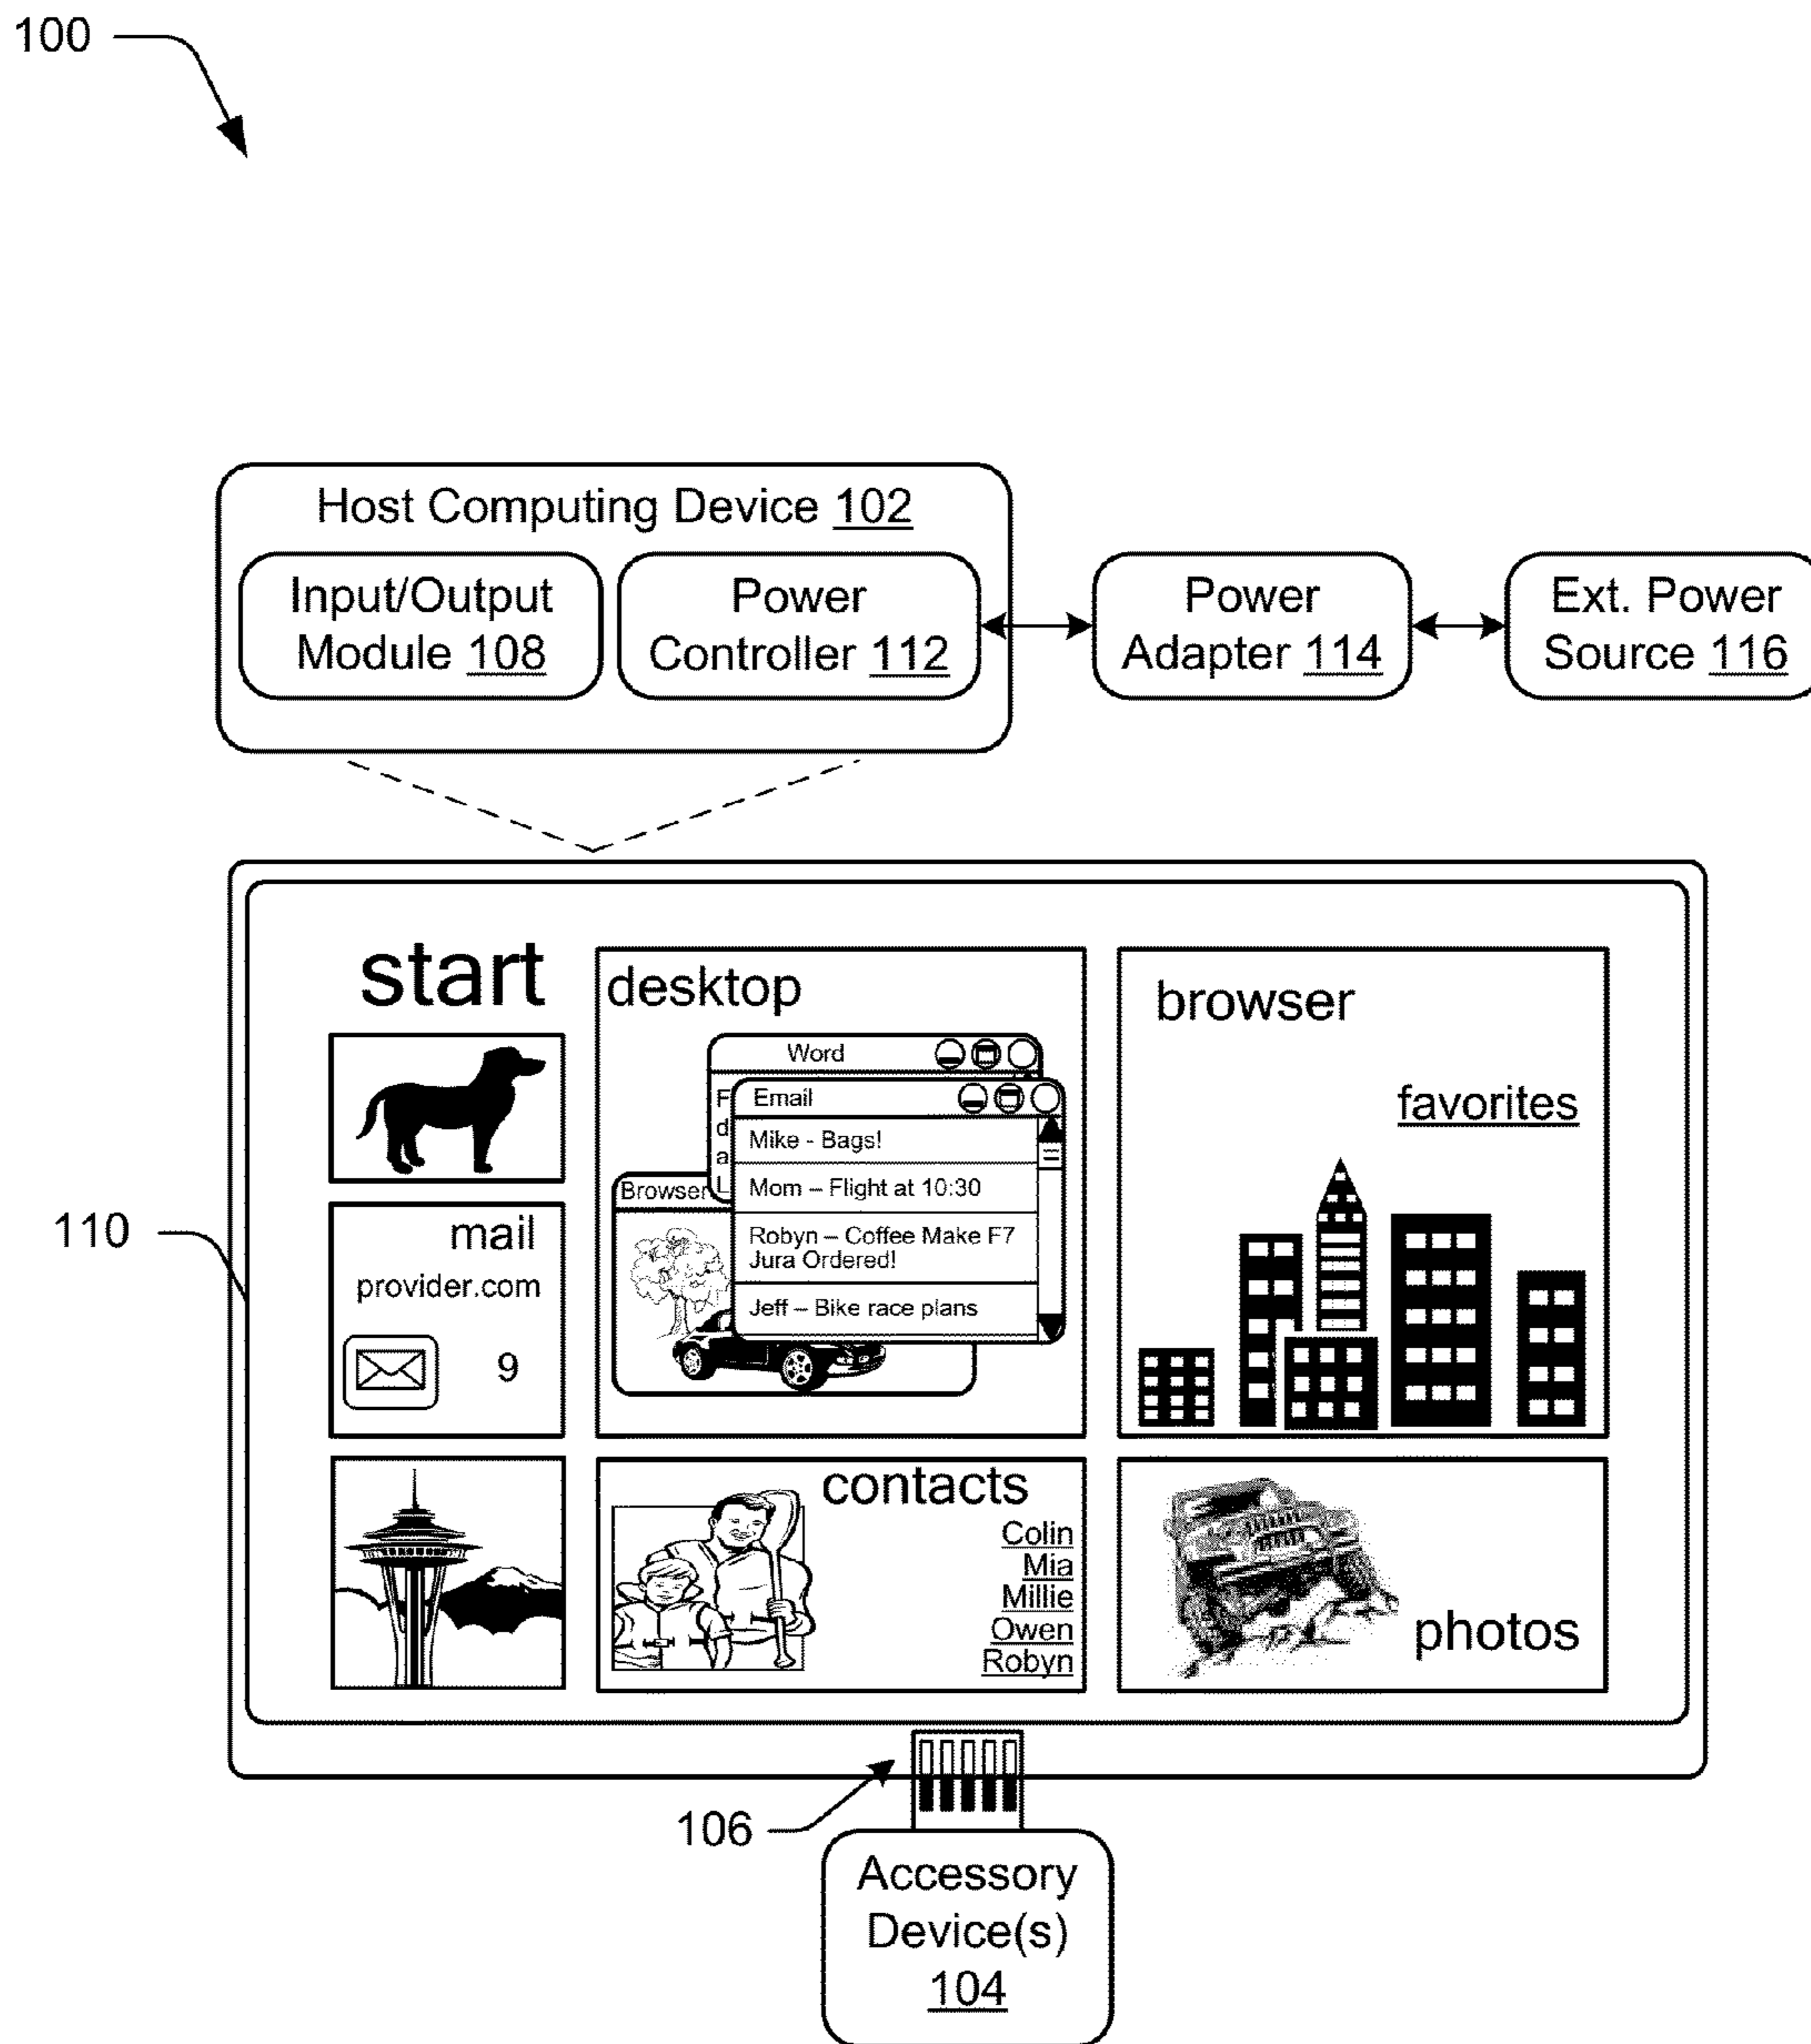 100
Host Computing Device 102
Input/Output
Module 108
Power
Controller 112
Power
Adapter 114
Ext. Power
Source 116
110
start
mail
provider.com
9
desktop
Word
F
d
a
L
Browser
Email
Mike - Bags!
Mom – Flight at 10:30
Robyn – Coffee Make F7
Jura Ordered!
Jeff – Bike race plans
browser
favorites
contacts
Colin
Mia
Millie
Owen
Robyn
photos
106
Accessory
Device(s)
104